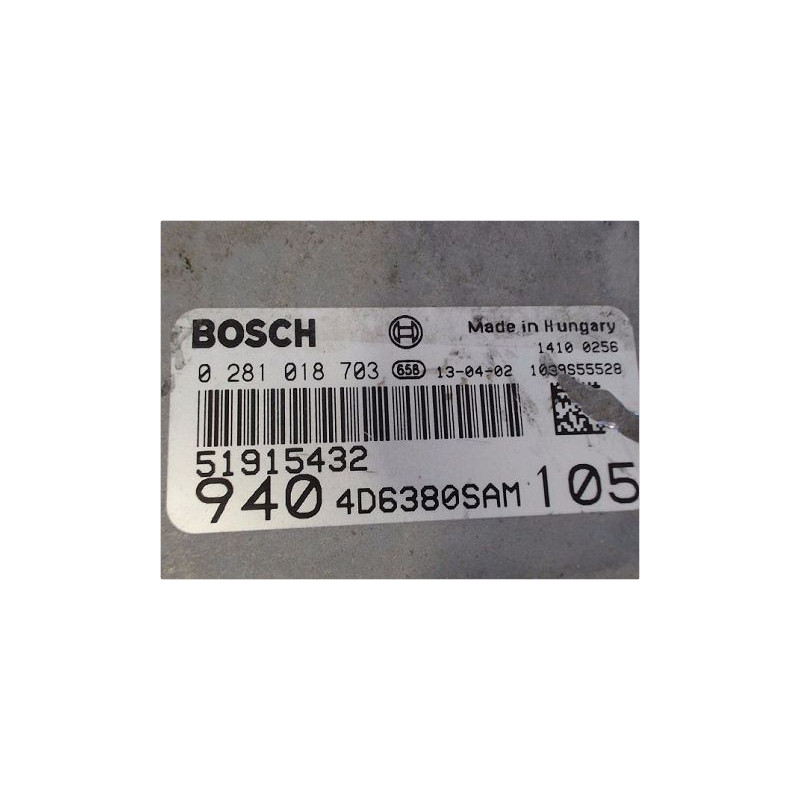 BOSCH
Made in Hungary
1410 0256
0 281 018 703 658 13-04-02 1039S55528
51915432
940 4D6380SAM 105